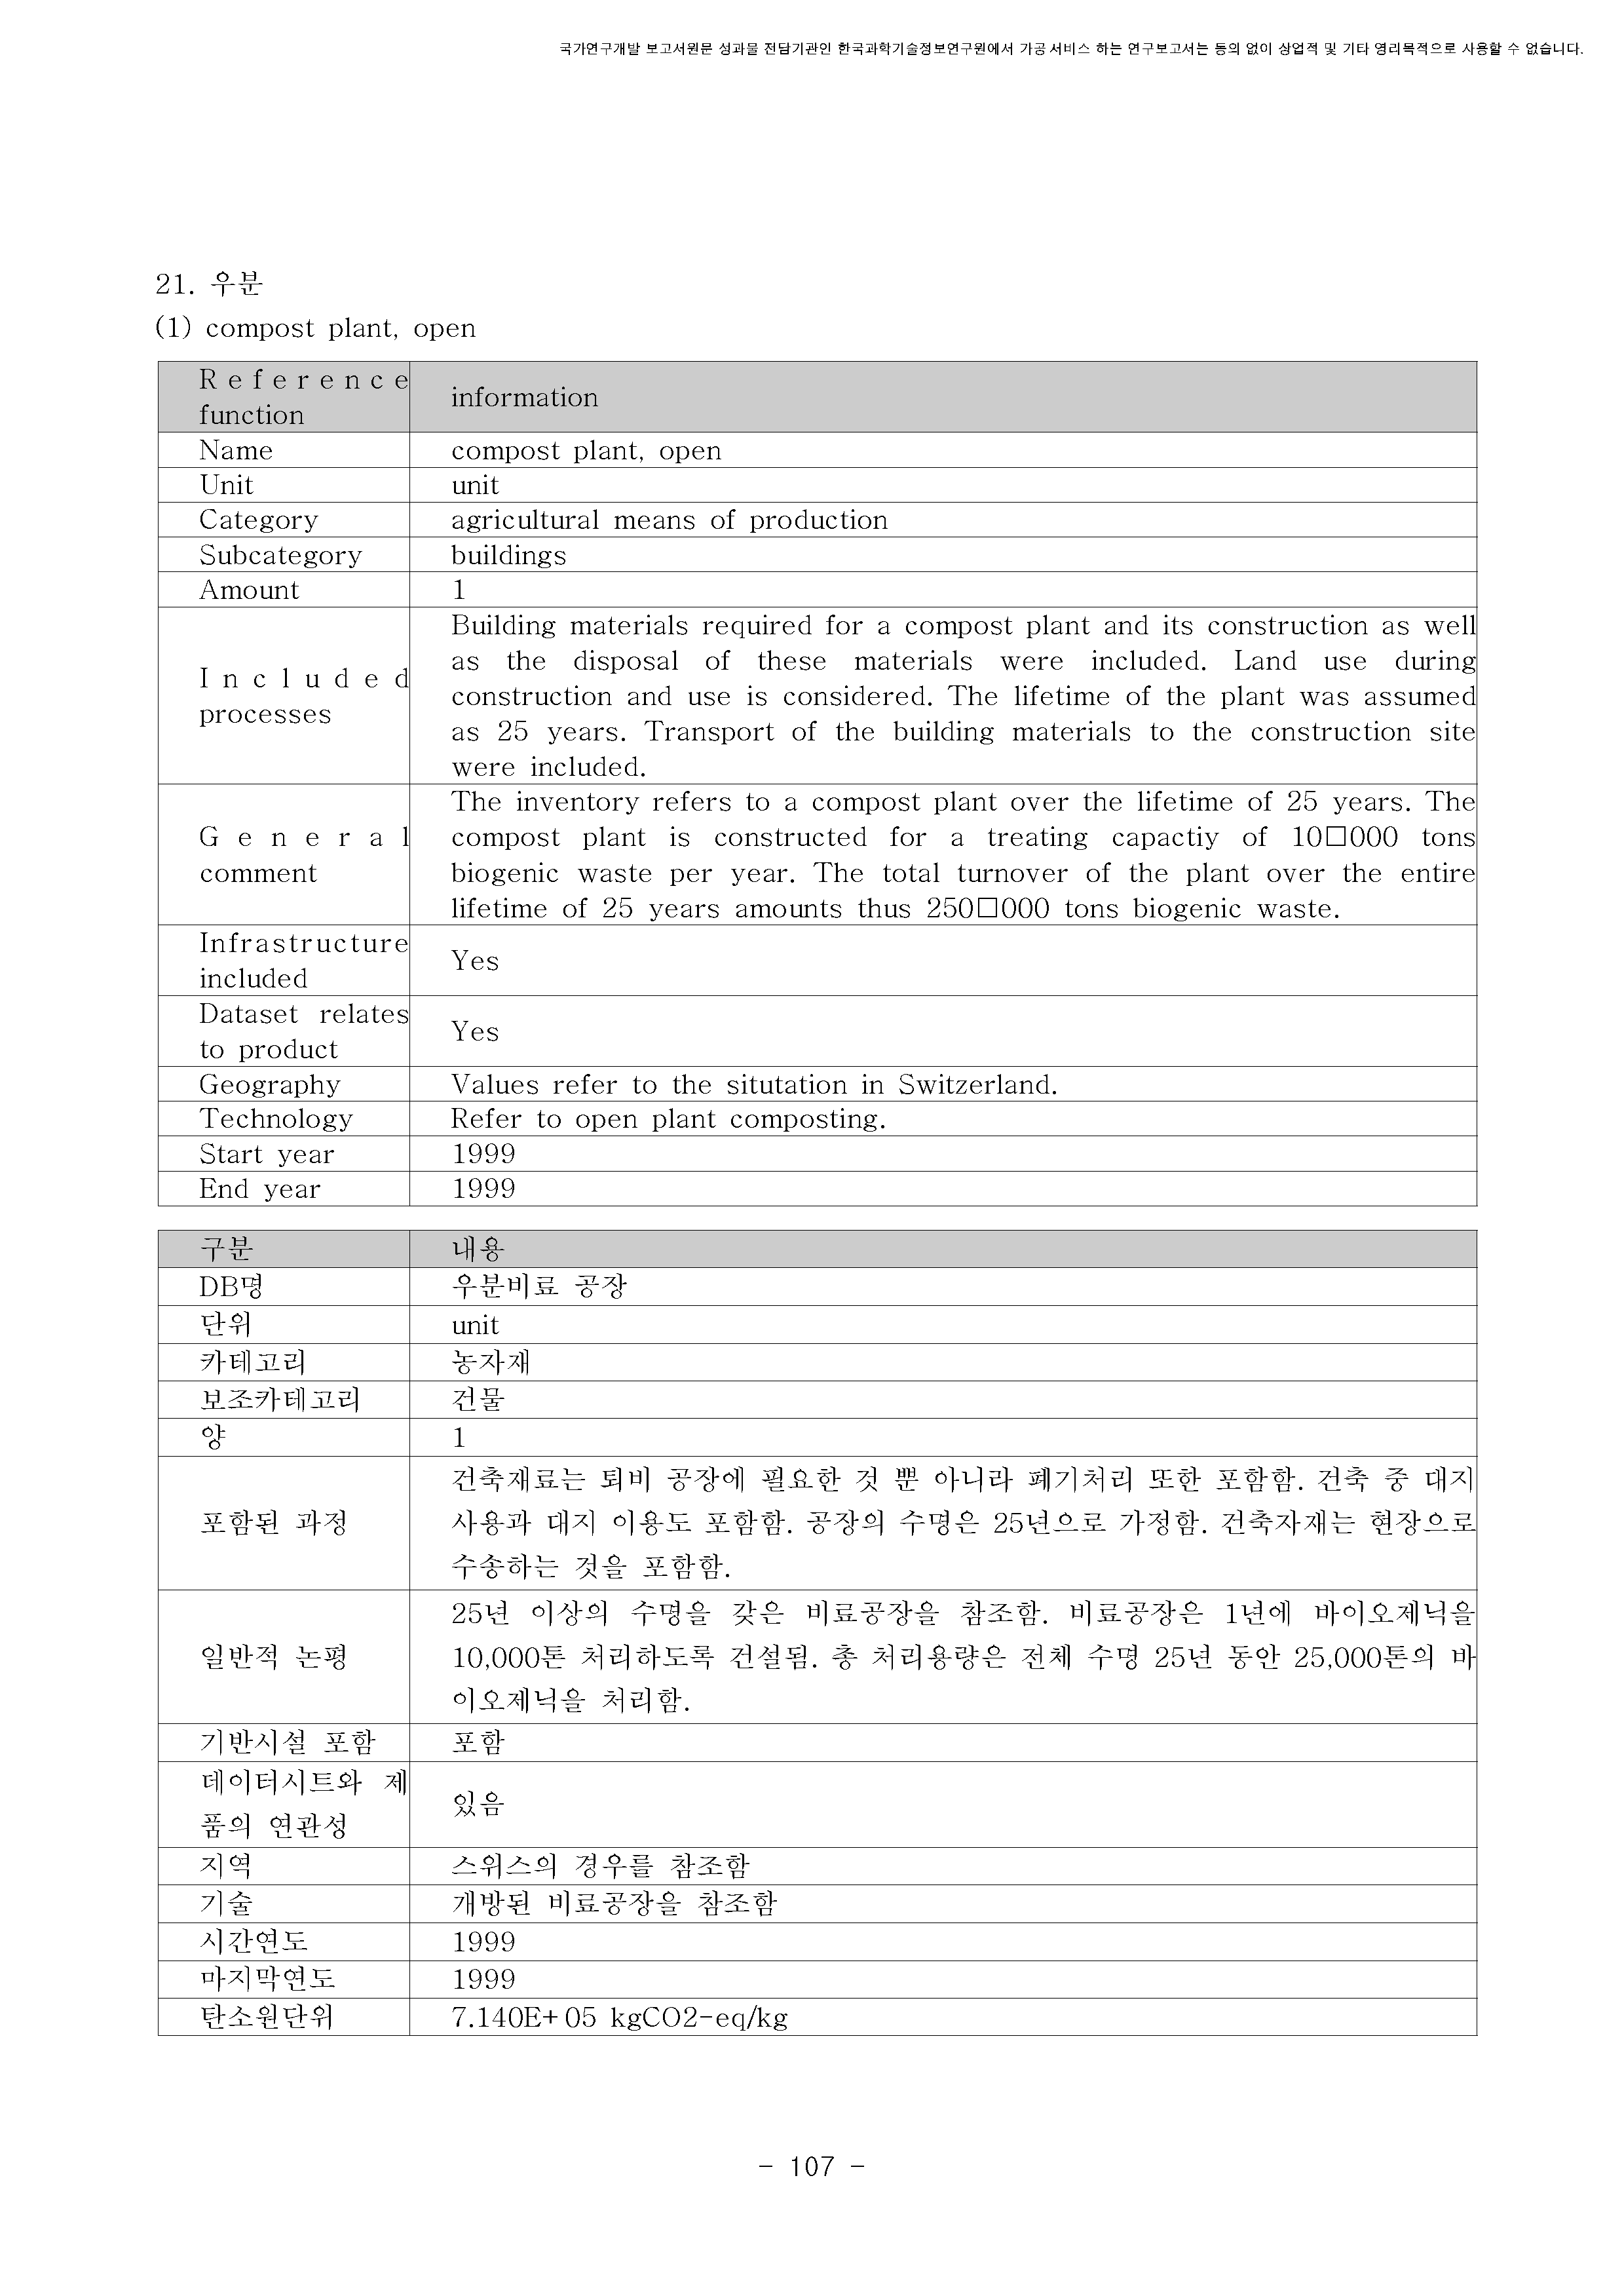 국가연구개발 보고서원문 성과물 전담기관인 한국과학기술정보연구원에서 가공·서비스 하는 연구보고서는 동의 없이 상업적 및 기타 영리목적으로 사용할 수 없습니다.
21. 우분
(1) compost plant, open
Reference
function
information
Name
compost plant, open
Unit
unit
Category
agricultural means of production
Subcategory
buildings
Amount
1
Included
processes
Building materials required for a compost plant and its construction as well
as the disposal of these materials were included. Land use during
construction and use is considered. The lifetime of the plant was assumed
as 25 years. Transport of the building materials to the construction site
were included.
General
comment
The inventory refers to a compost plant over the lifetime of 25 years. The
compost plant is constructed for a treating capactiy of 10□000 tons
biogenic waste per year. The total turnover of the plant over the entire
lifetime of 25 years amounts thus 250□000 tons biogenic waste.
Infrastructure
included
Yes
Dataset relates
to product
Yes
Geography
Values refer to the situtation in Switzerland.
Technology
Refer to open plant composting.
Start year
1999
End year
1999
구분
내용
DB명
우분비료 공장
단위
unit
카테고리
농자재
보조카테고리
건물
양
1
포함된 과정
건축재료는 퇴비 공장에 필요한 것 뿐 아니라 폐기처리 또한 포함함. 건축 중 대지
사용과 대지 이용도 포함함. 공장의 수명은 25년으로 가정함. 건축자재는 현장으로
수송하는 것을 포함함.
일반적 논평
25년 이상의 수명을 갖은 비료공장을 참조함. 비료공장은 1년에 바이오제닉을
10,000톤 처리하도록 건설됨. 총 처리용량은 전체 수명 25년 동안 25,000톤의 바
이오제닉을 처리함.
기반시설 포함
포함
데이터시트와 제
품의 연관성
있음
지역
스위스의 경우를 참조함
기술
개방된 비료공장을 참조함
시간연도
1999
마지막연도
1999
탄소원단위
7.140E+05 kgCO2-eq/kg
- 107 -